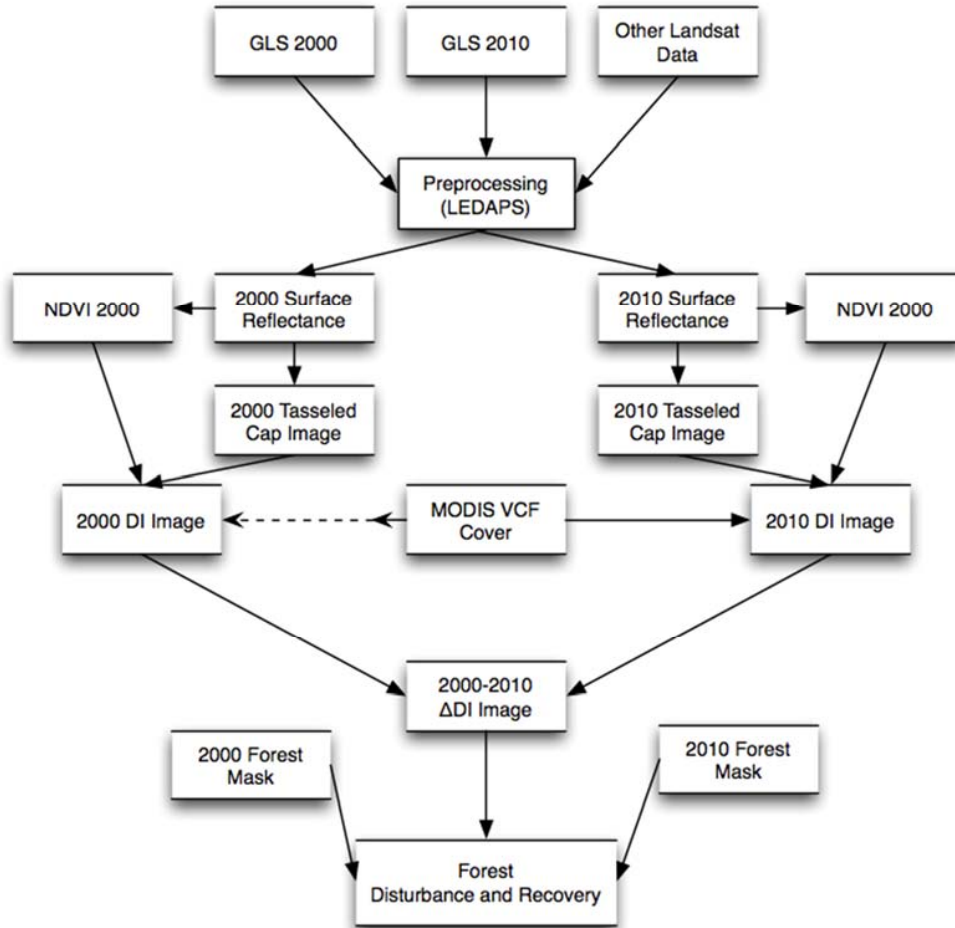 GLS 2000
GLS 2010
Other Landsat
Data
Preprocessing
(LEDAPS)
NDVI 2000
2000 Surface
Reflectance
2010 Surface
Reflectance
NDVI 2000
2000 Tasseled
Cap Image
2010 Tasseled
Cap Image
2000 DI Image
MODIS VCF
Cover
2010 DI Image
2000-2010
ΔDI Image
2000 Forest
Mask
2010 Forest
Mask
Forest
Disturbance and Recovery